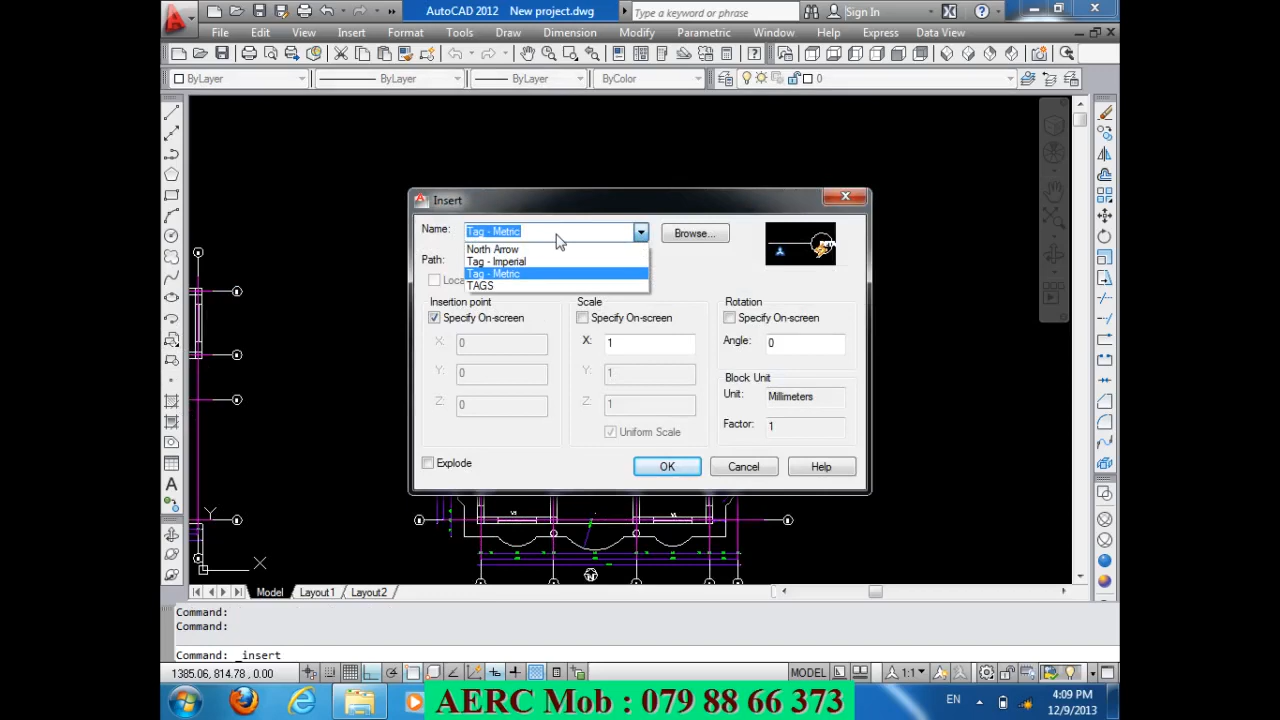 AutoCAD 2012 New project.dwg
Type a keyword or phrase
Sign In
File Edit View Insert Format Tools Draw Dimension Modify Parametric Window Help Express Data View
ByLayer ByLayer ByLayer ByColor 0
Insert
Name: Tag - Metric Browse...
North Arrow
Path: Tag - Imperial
Tag - Metric
Loca
TAGS
Insertion point Scale Rotation
Specify On-screen Specify On-screen Specify On-screen
X: 0 X: 1 Angle: 0
Y: 0 Y: 1
Block Unit
Z: 0 Z: 1 Unit: Millimeters
Uniform Scale Factor: 1
Explode OK Cancel Help
Y
X
Model Layout1 Layout2
Command:
Command:
Command: _insert
1385.06, 814.78, 0.00 MODEL 1:1
AERC Mob : 079 88 66 373
EN 4:09 PM
12/9/2013